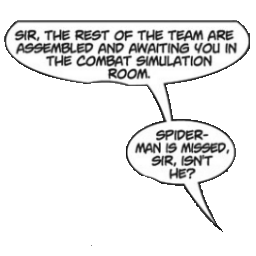 SIR, THE REST OF THE TEAM ARE
ASSEMBLED AND AWAITING YOU IN
THE COMBAT SIMULATION
ROOM.
SPIDER-
MAN IS MISSED,
SIR, ISN'T
HE?